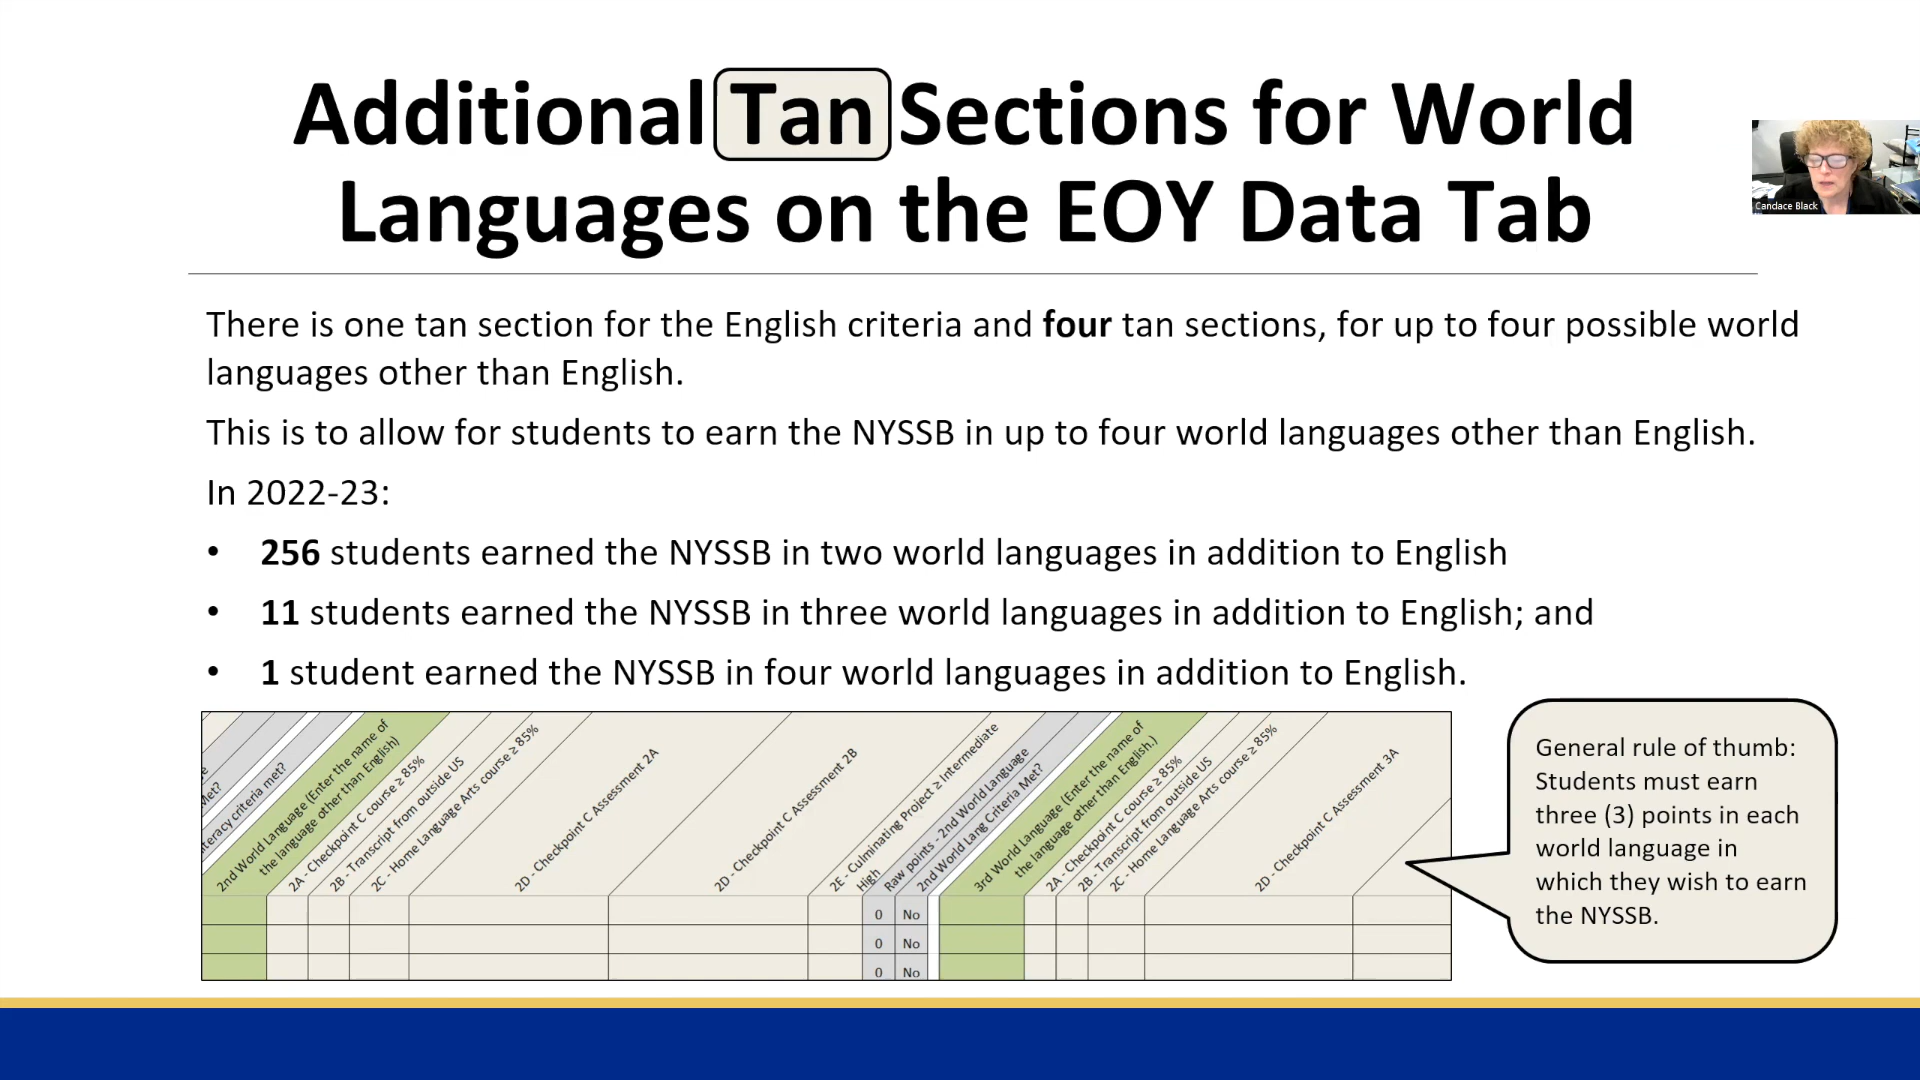 Additional Tan Sections for World
Languages on the EOY Data Tab
Candace Black
There is one tan section for the English criteria and four tan sections, for up to four possible world
languages other than English.
This is to allow for students to earn the NYSSB in up to four world languages other than English.
In 2022-23:
• 256 students earned the NYSSB in two world languages in addition to English
• 11 students earned the NYSSB in three world languages in addition to English; and
• 1 student earned the NYSSB in four world languages in addition to English.
Met?
teracy criteria met?
2nd World Language (Enter the name of
the language other than English)
2A - Checkpoint C course ≥ 85%
2B - Transcript from outside US
2C - Home Language Arts course ≥ 85%
2D - Checkpoint C Assessment 2A
2D - Checkpoint C Assessment 2B
2E - Culminating Project ≥ Intermediate
High
Raw points - 2nd World Language
2nd World Lang Criteria Met?
3rd World Language (Enter the name of
the language other than English.)
2A - Checkpoint C course ≥ 85%
2B - Transcript from outside US
2C - Home Language Arts course ≥ 85%
2D - Checkpoint C Assessment 3A
0 No
0 No
0 No
General rule of thumb:
Students must earn
three (3) points in each
world language in
which they wish to earn
the NYSSB.